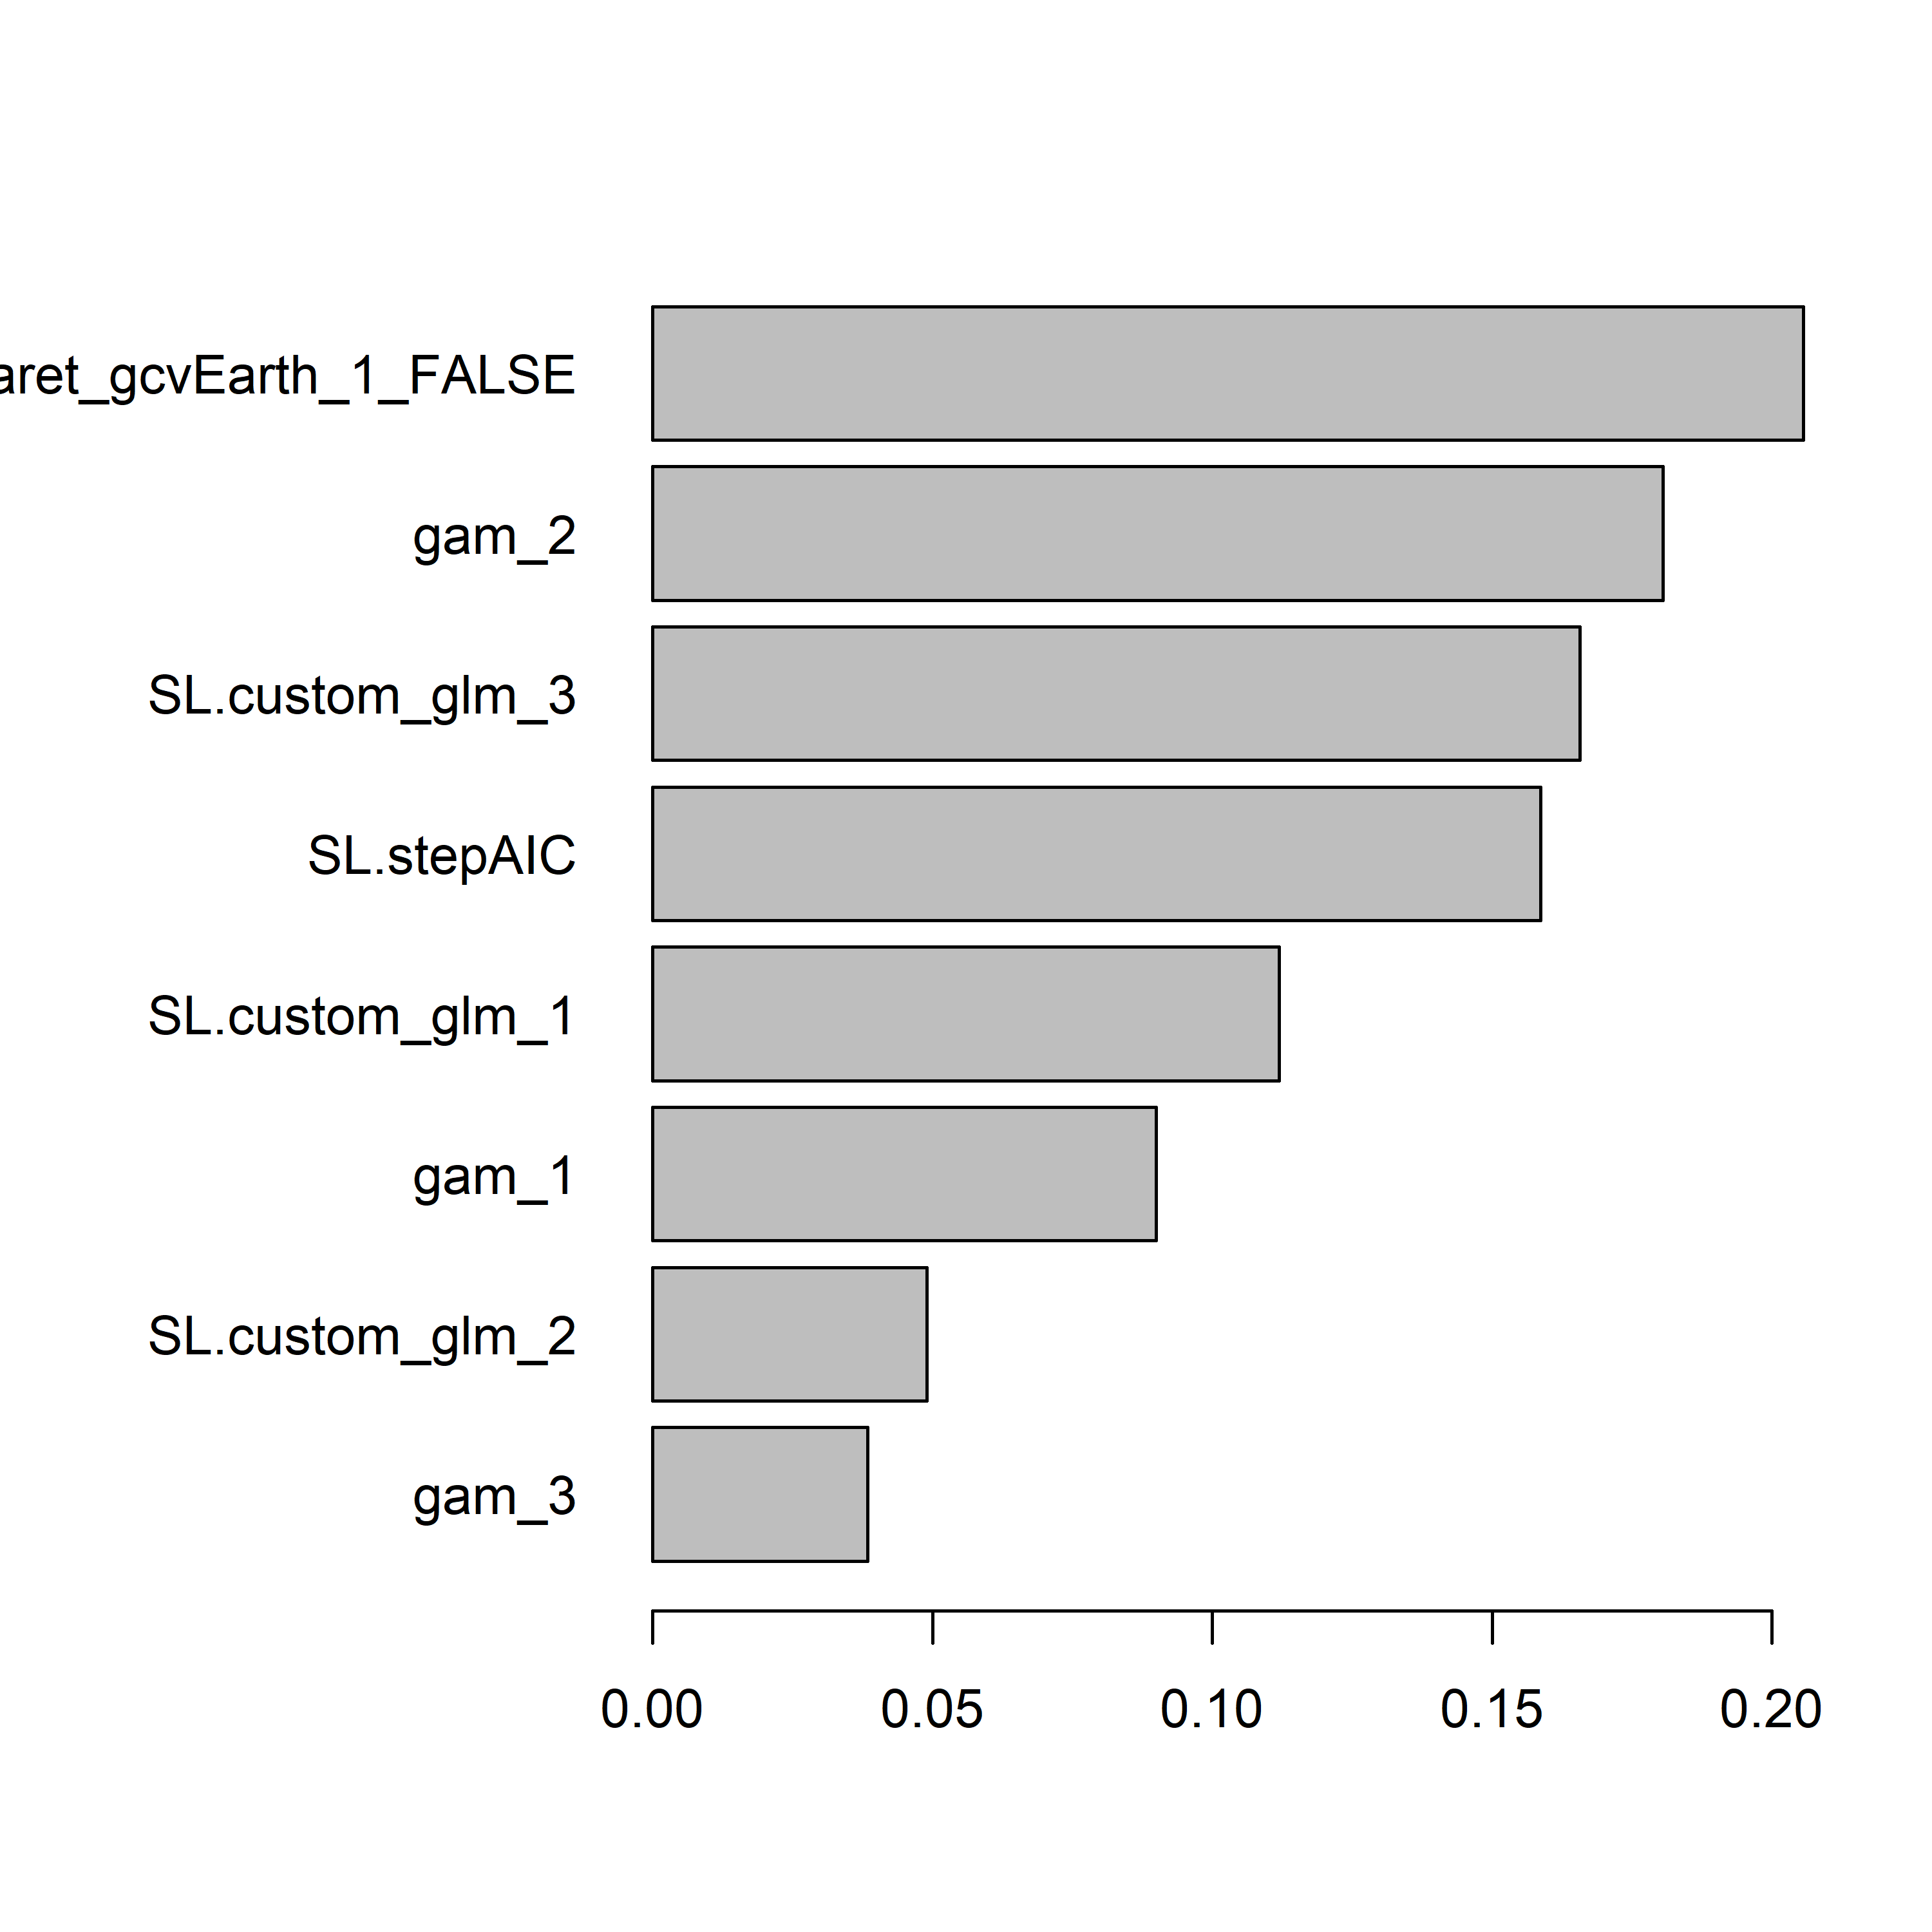 aret_gcvEarth_1_FALSE
gam_2
SL.custom_glm_3
SL.stepAIC
SL.custom_glm_1
gam_1
SL.custom_glm_2
gam_3
0.00 0.05 0.10 0.15 0.20